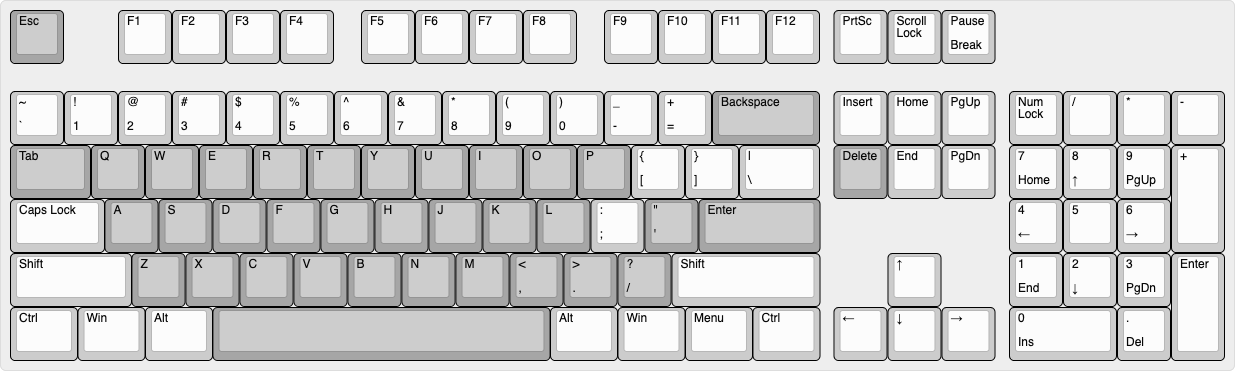 Esc F1 F2 F3 F4 F5 F6 F7 F8 F9 F10 F11 F12 PrtSc Scroll Lock Pause Break
~ ` ! 1 @ 2 # 3 $ 4 % 5 ^ 6 & 7 * 8 ( 9 ) 0 _ - + = Backspace Insert Home PgUp Num Lock / * -
Tab Q W E R T Y U I O P { [ } ] | \ Delete End PgDn 7 Home 8 ↑ 9 PgUp +
Caps Lock A S D F G H J K L : ; " ' Enter 4 ← 5 6 →
Shift Z X C V B N M < , > . ? / Shift ↑ 1 End 2 ↓ 3 PgDn Enter
Ctrl Win Alt Alt Win Menu Ctrl ← ↓ → 0 Ins . Del